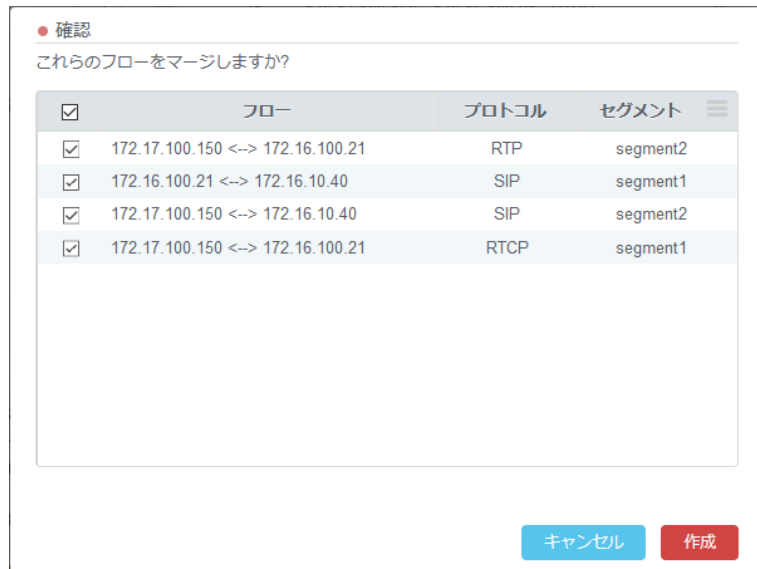 確認
これらのフローをマージしますか?
フロー プロトコル セグメント
172.17.100.150 <--> 172.16.100.21 RTP segment2
172.16.100.21 <--> 172.16.10.40 SIP segment1
172.17.100.150 <--> 172.16.10.40 SIP segment2
172.17.100.150 <--> 172.16.100.21 RTCP segment1
キャンセル 作成